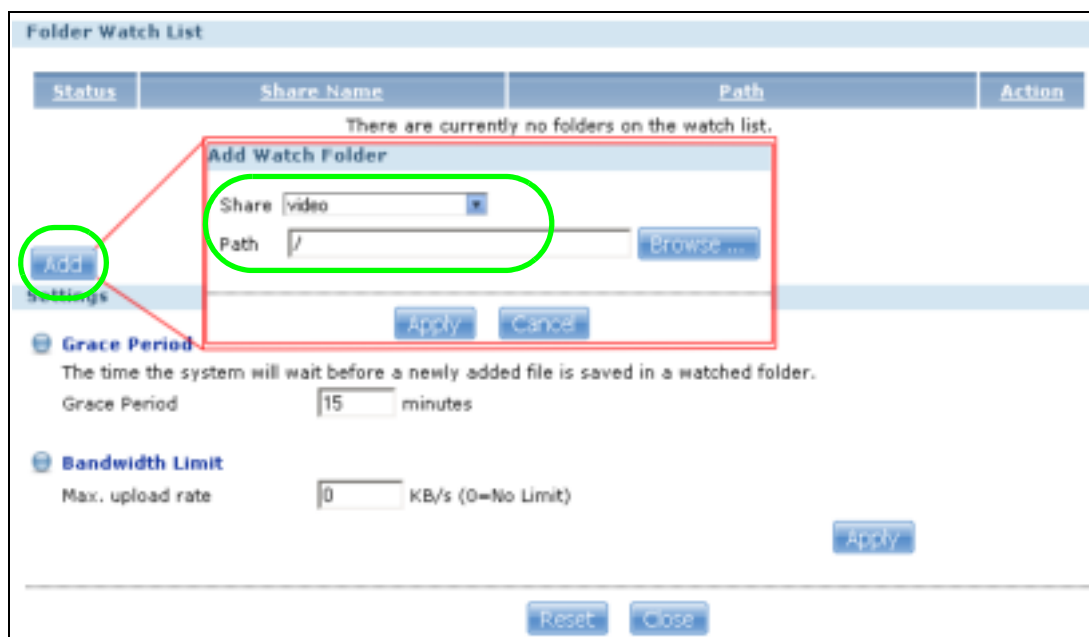 Folder Watch List
Status Share Name Path Action
There are currently no folders on the watch list.
Add Watch Folder
Share video
Path / Browse ...
Add
Apply Cancel
Settings
Grace Period
The time the system will wait before a newly added file is saved in a watched folder.
Grace Period 15 minutes
Bandwidth Limit
Max. upload rate 0 KB/s (0=No Limit)
Apply
Reset Close